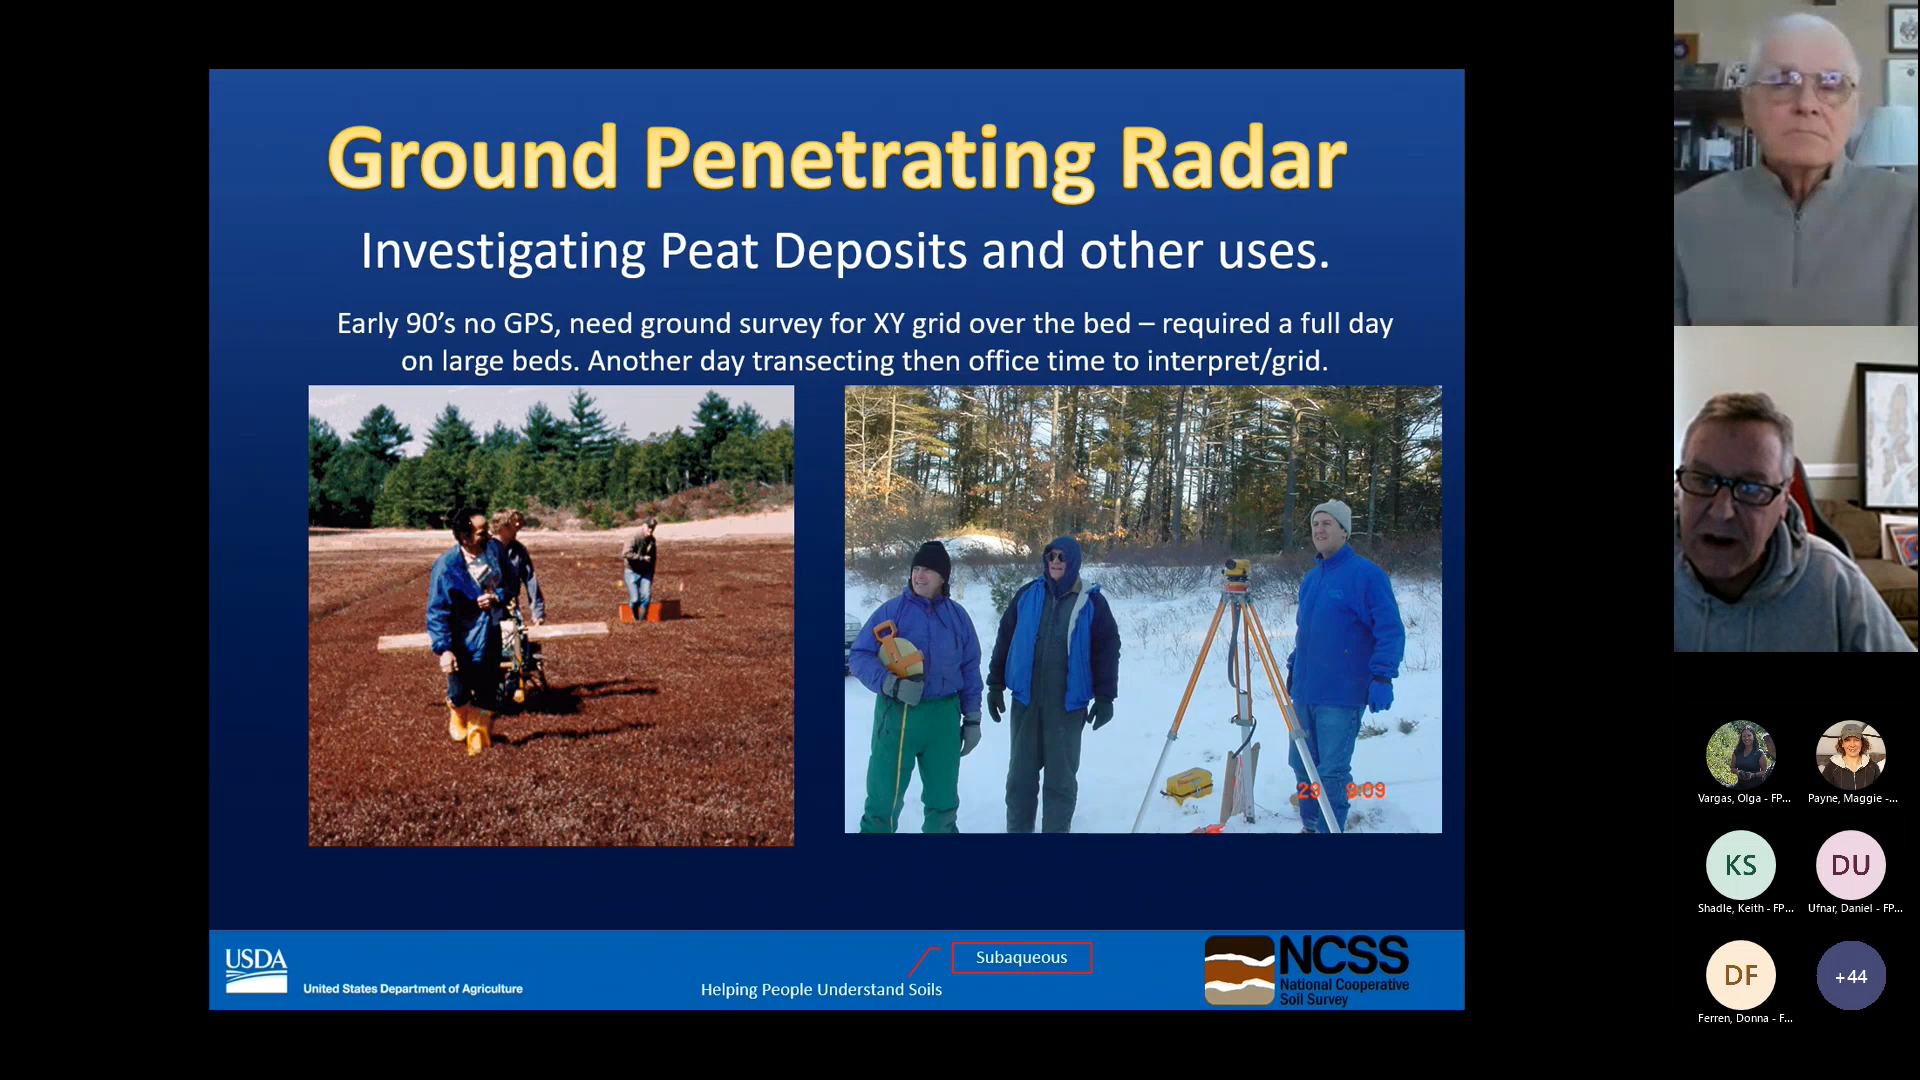 Ground Penetrating Radar
Investigating Peat Deposits and other uses.
Early 90’s no GPS, need ground survey for XY grid over the bed – required a full day
on large beds. Another day transecting then office time to interpret/grid.
29 9:09
USDA
United States Department of Agriculture
Subaqueous
Helping People Understand Soils
NCSS
National Cooperative
Soil Survey
Vargas, Olga - FP...
Payne, Maggie -...
KS
DU
Shadle, Keith - FP...
Ufnar, Daniel - FP...
DF
+44
Ferren, Donna - F...